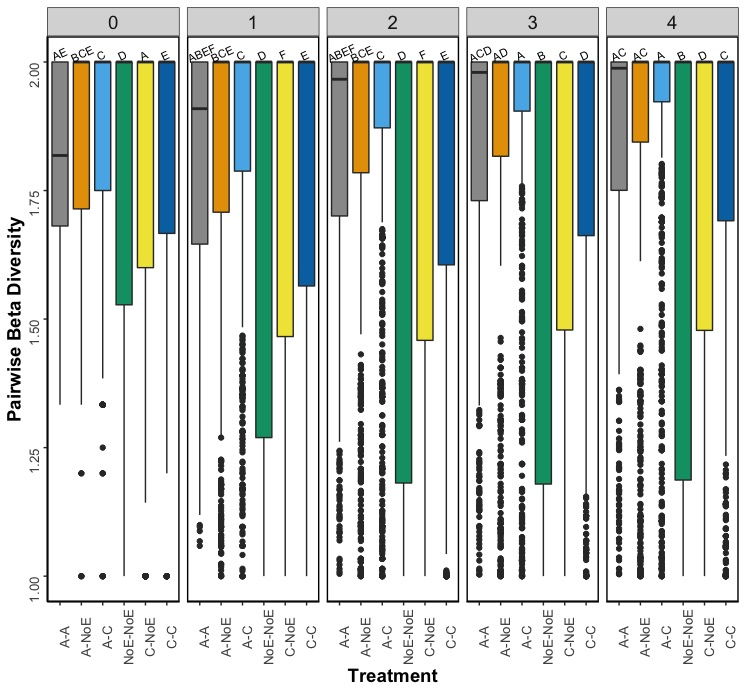 0 1 2 3 4
AE BCE C D A E ABEF BCE C D F E ABEF BCE C D F E ACD AD A B C D AC AC A B D C
2.00
1.75
1.50
1.25
1.00
Pairwise Beta Diversity
A-A A-NoE A-C NoE-NoE C-NoE C-C A-A A-NoE A-C NoE-NoE C-NoE C-C A-A A-NoE A-C NoE-NoE C-NoE C-C A-A A-NoE A-C NoE-NoE C-NoE C-C A-A A-NoE A-C NoE-NoE C-NoE C-C
Treatment